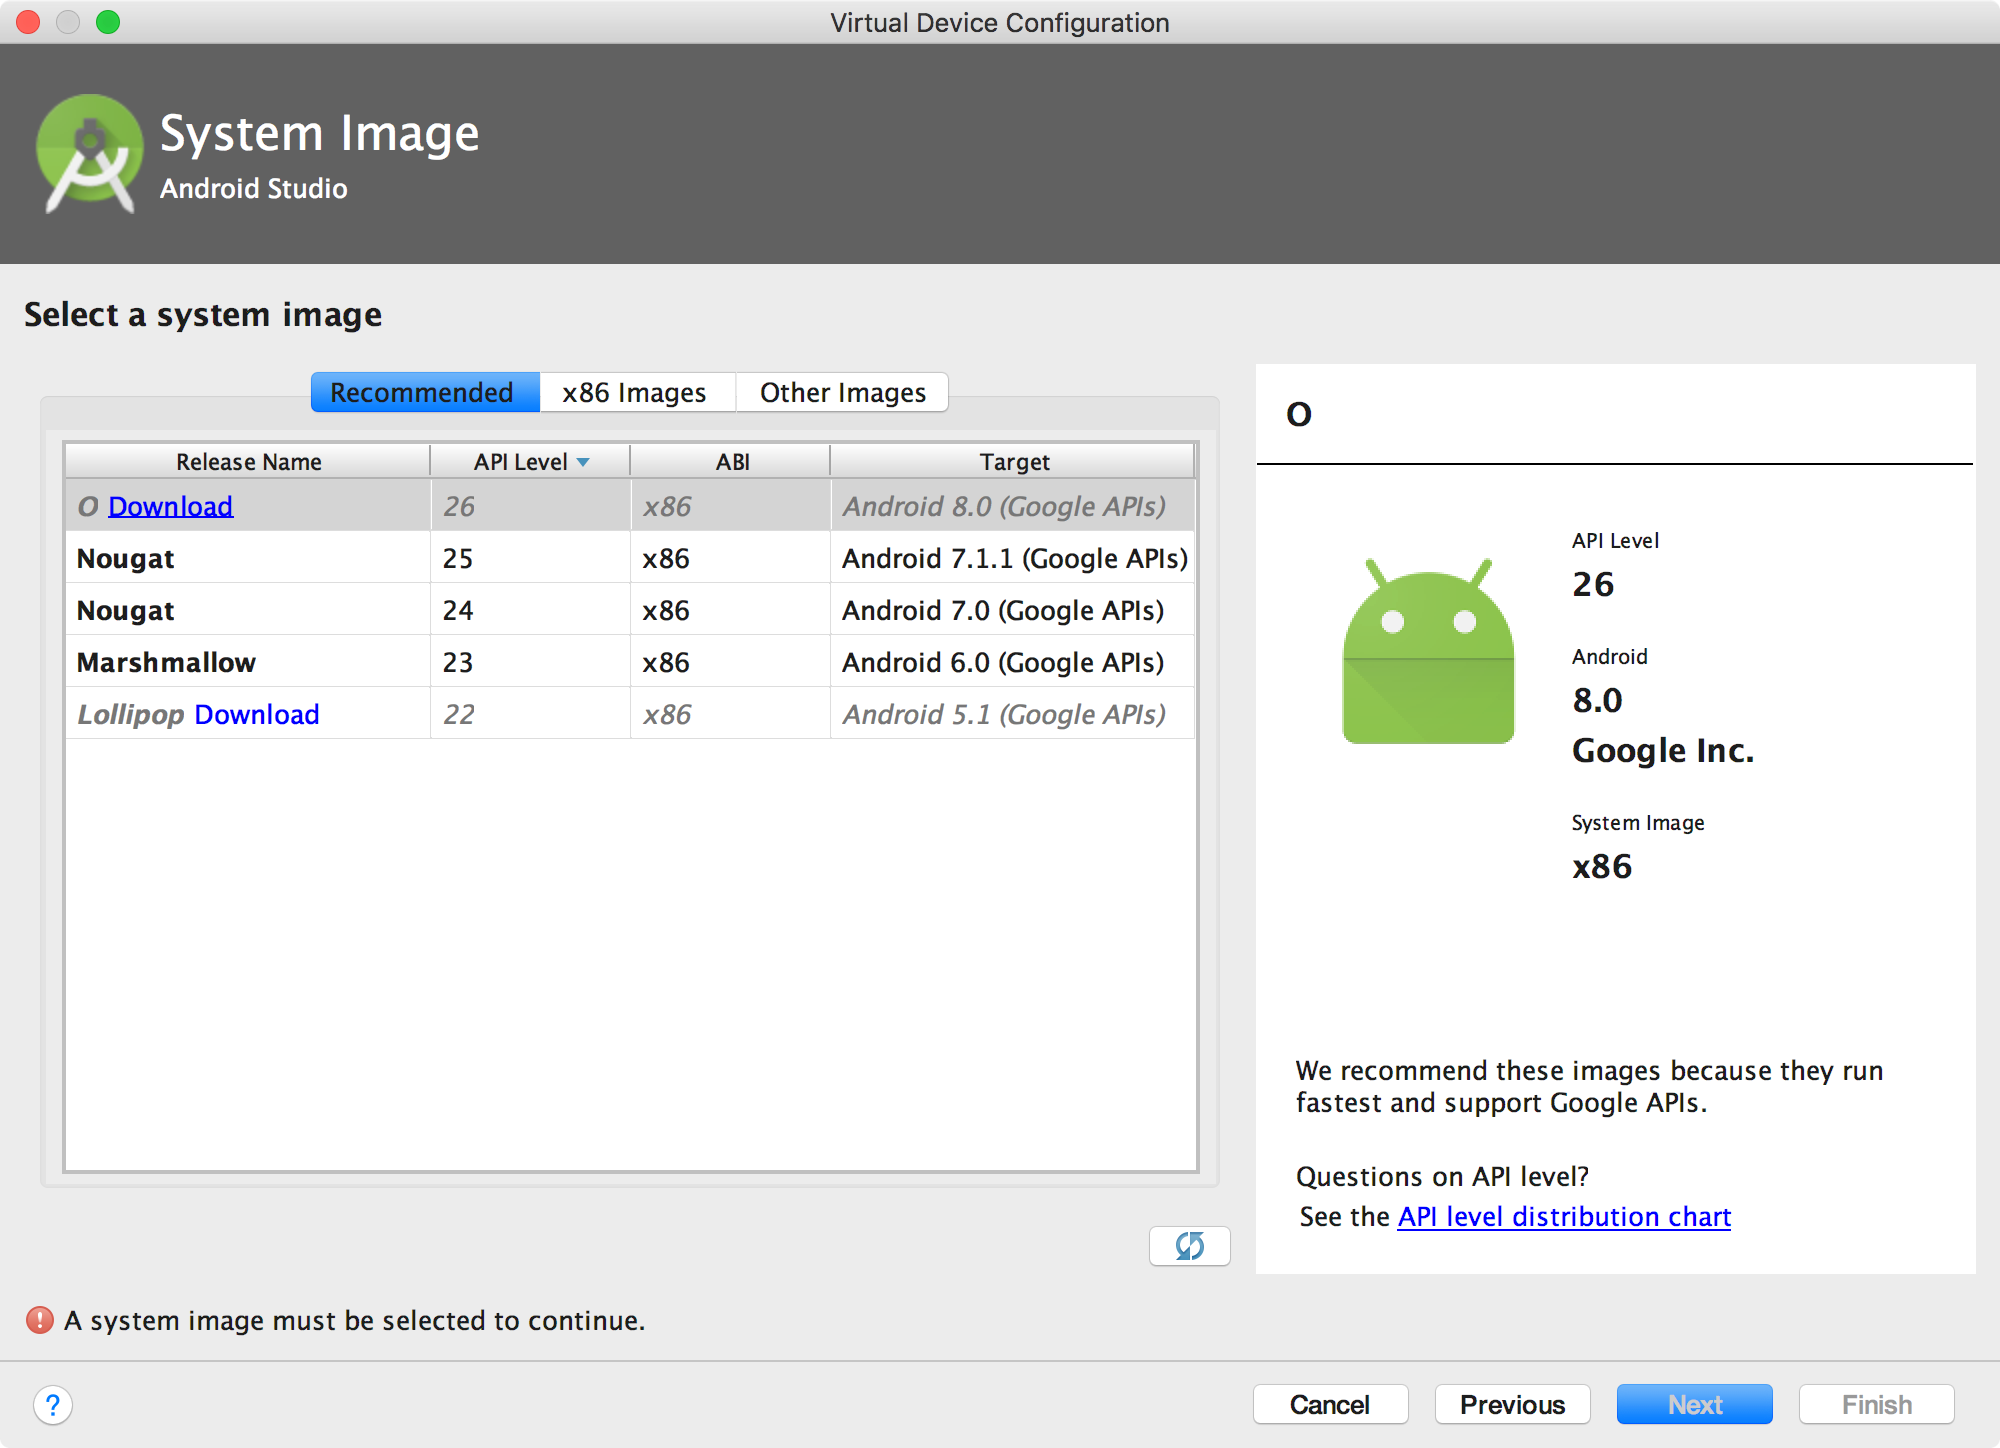 Virtual Device Configuration
System Image
Android Studio
Select a system image
Recommended x86 Images Other Images
Release Name API Level ABI Target
O Download 26 x86 Android 8.0 (Google APIs)
Nougat 25 x86 Android 7.1.1 (Google APIs)
Nougat 24 x86 Android 7.0 (Google APIs)
Marshmallow 23 x86 Android 6.0 (Google APIs)
Lollipop Download 22 x86 Android 5.1 (Google APIs)
O
API Level
26
Android
8.0
Google Inc.
System Image
x86
We recommend these images because they run
fastest and support Google APIs.
Questions on API level?
See the API level distribution chart
! A system image must be selected to continue.
? Cancel Previous Next Finish